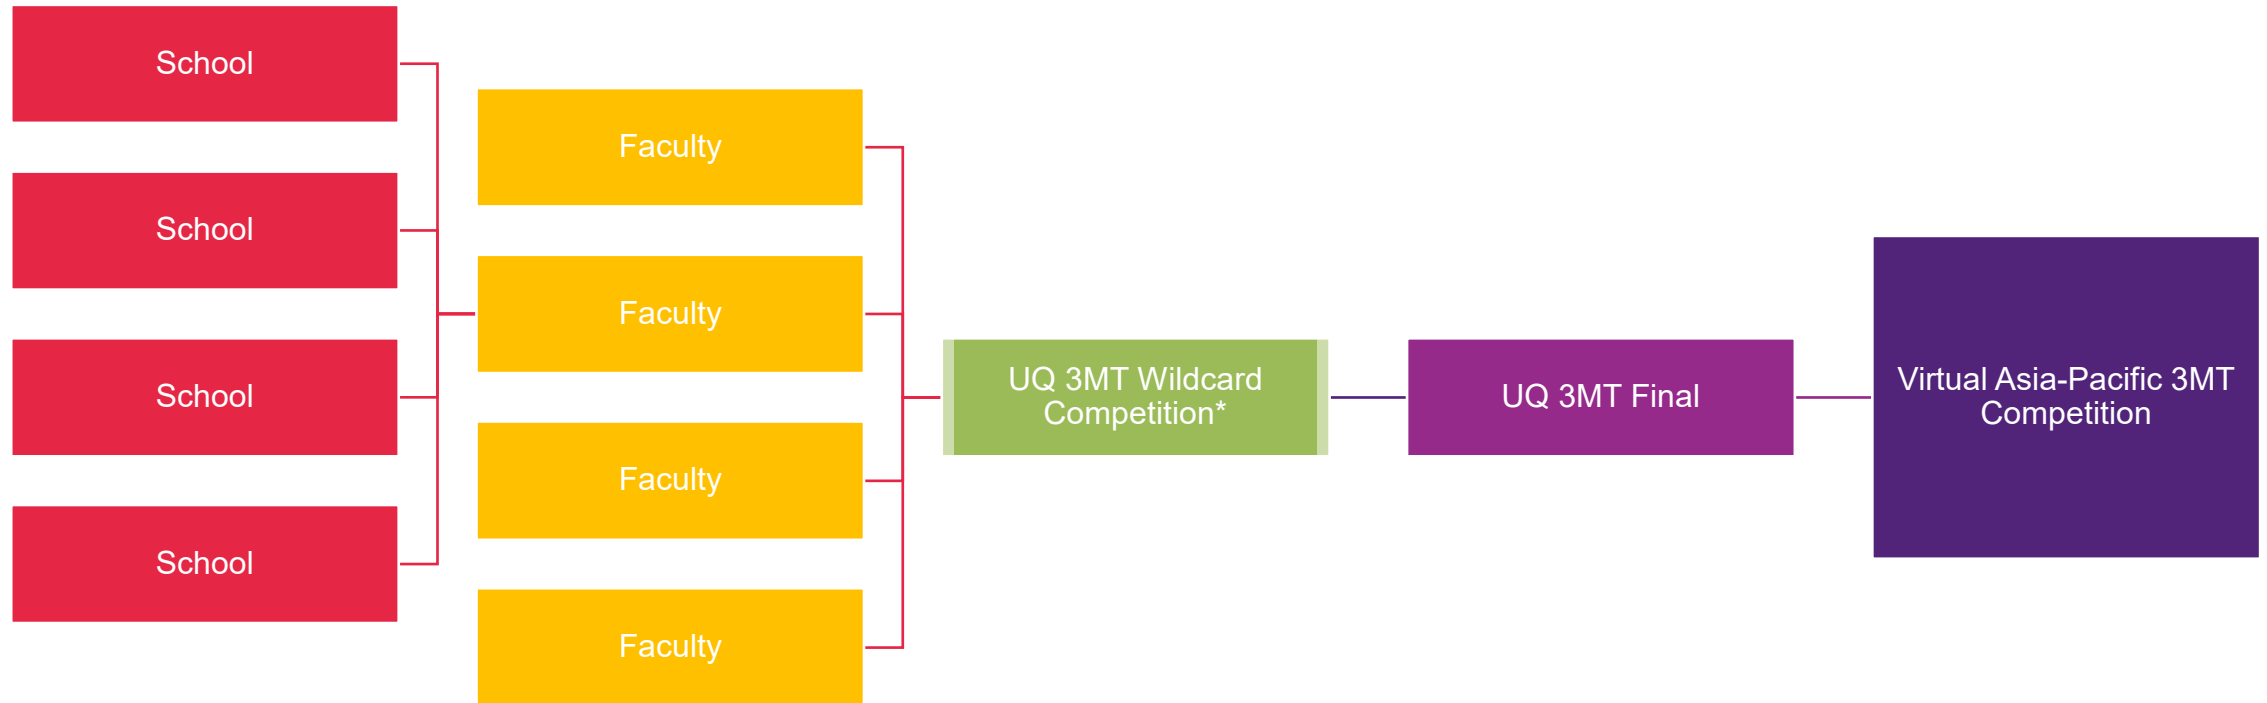 School
School
School
School
Faculty
Faculty
Faculty
Faculty
UQ 3MT Wildcard
Competition*
UQ 3MT Final
Virtual Asia-Pacific 3MT
Competition